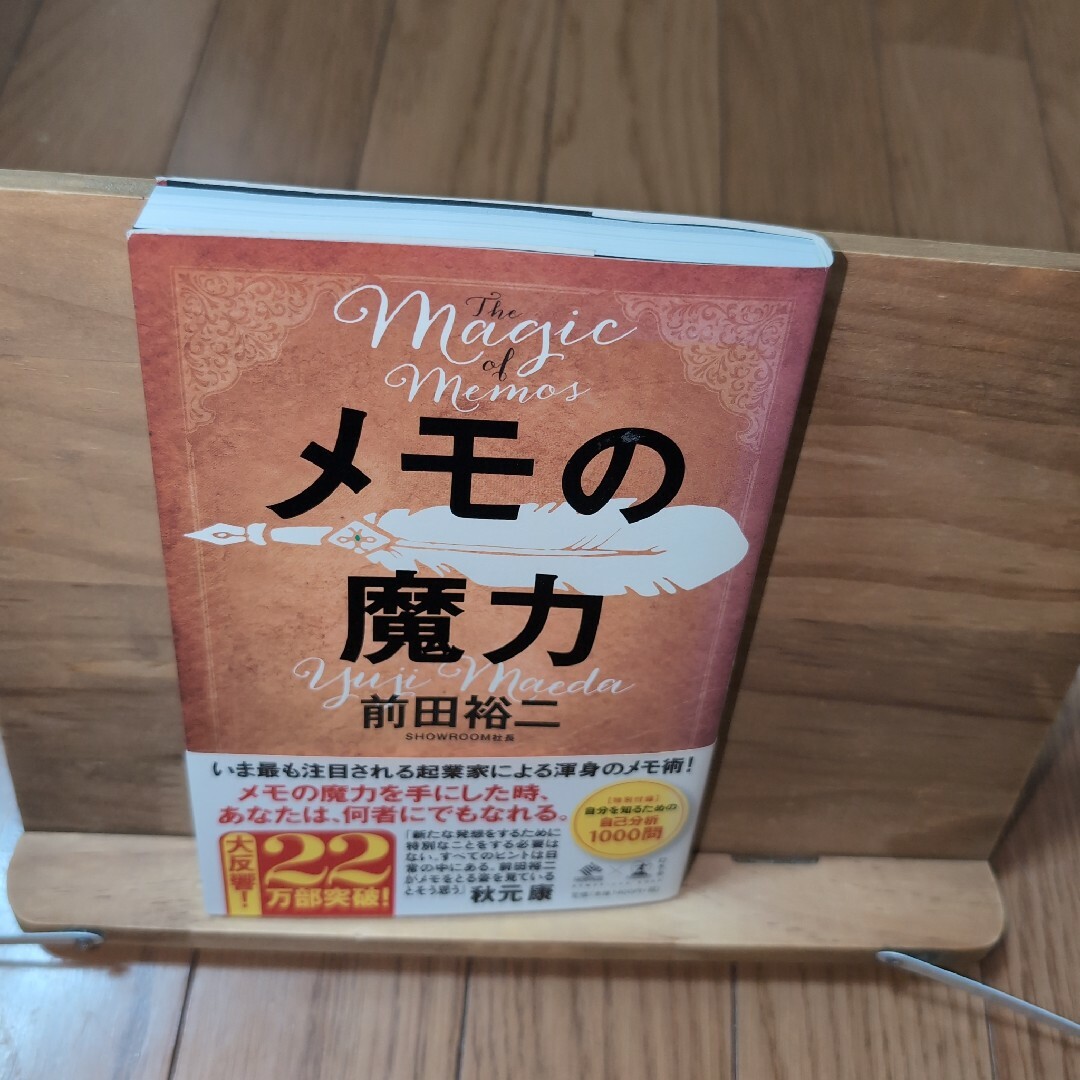 The
Magic
of
Memos
メモの
魔力
Yuji Maeda
前田裕二
SHOWROOM社長
いま最も注目される起業家による渾身のメモ術！
メモの魔力を手にした時、
あなたは、何者にでもなれる。
大反響！
22
万部突破！
「新たな発想をするために
特別なことをする必要は
ない。すべてのヒントは日
常の中にある。前田裕二
がメモをとる姿を見ている
とそう思う」
秋元 康
自分を知るための
自己分析
1000問